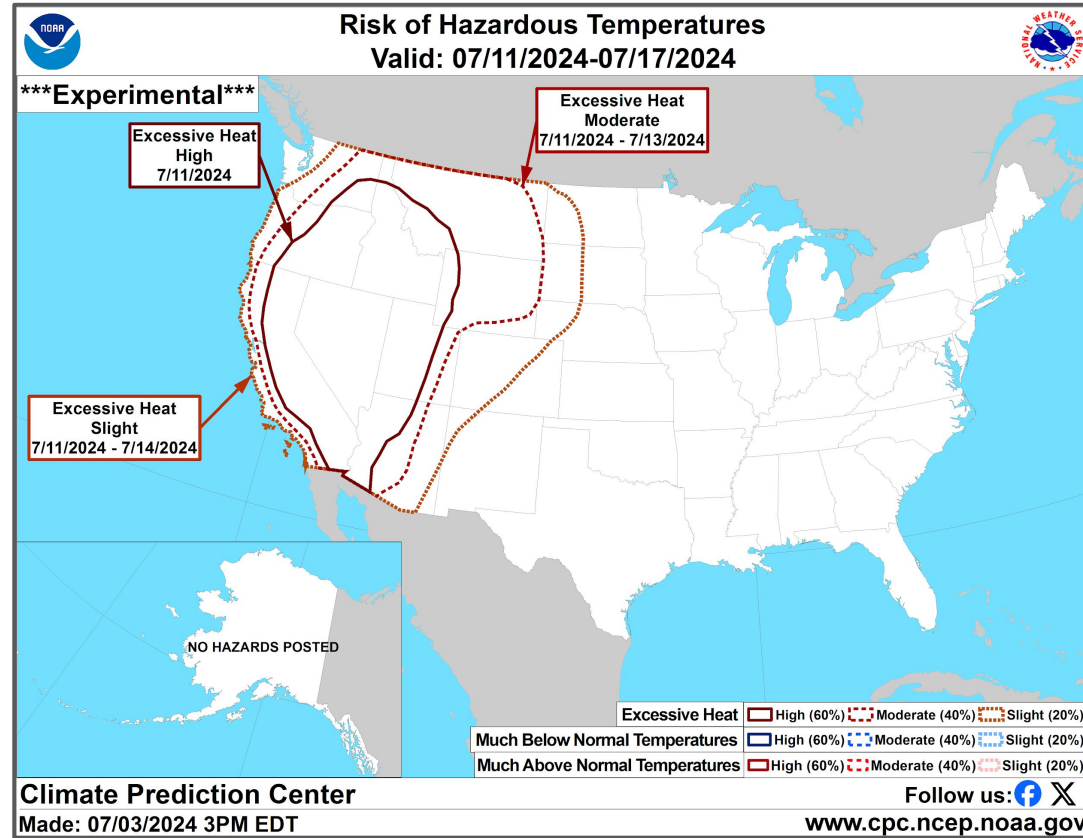 NOAA
Risk of Hazardous Temperatures
Valid: 07/11/2024-07/17/2024
NATIONAL WEATHER SERVICE
***Experimental***
Excessive Heat
High
7/11/2024
Excessive Heat
Moderate
7/11/2024 - 7/13/2024
Excessive Heat
Slight
7/11/2024 - 7/14/2024
NO HAZARDS POSTED
Excessive Heat High (60%) Moderate (40%) Slight (20%)
Much Below Normal Temperatures High (60%) Moderate (40%) Slight (20%)
Much Above Normal Temperatures High (60%) Moderate (40%) Slight (20%)
Climate Prediction Center
Follow us:
Made: 07/03/2024 3PM EDT
www.cpc.ncep.noaa.gov